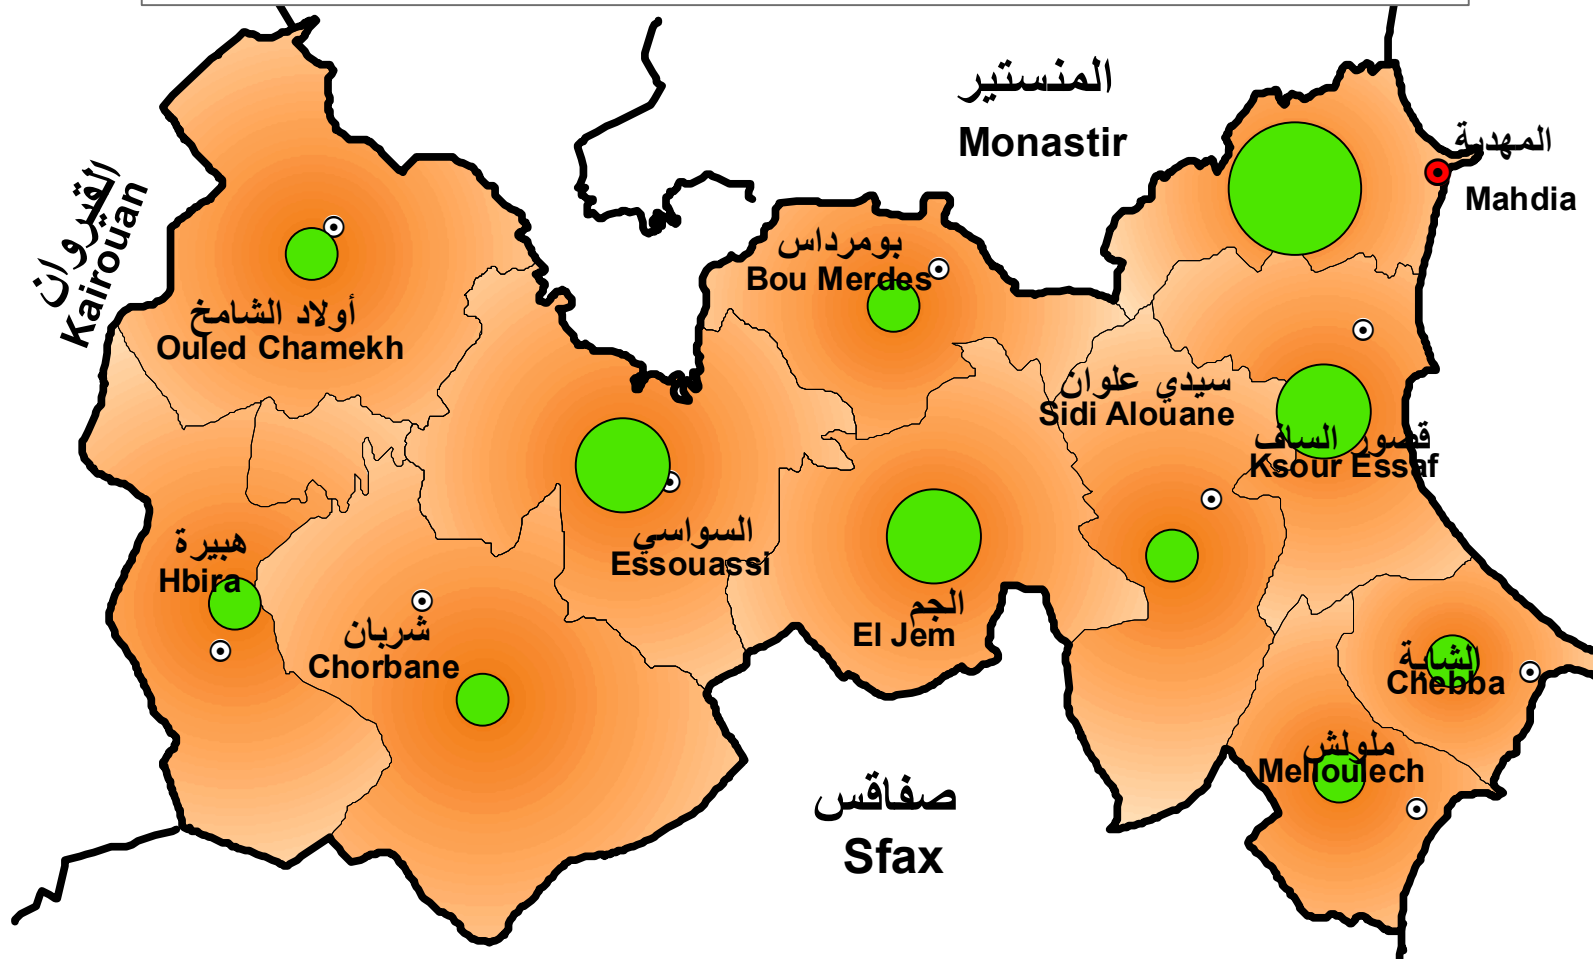 المنستير
Monastir
المهدية
Mahdia
القيروان
Kairouan
بومرداس
Bou Merdes
أولاد الشامخ
Ouled Chamekh
سيدي علوان
Sidi Alouane
قصور الساف
Ksour Essaf
السواسي
Essouassi
هبيرة
Hbira
الجم
El Jem
شربان
Chorbane
الشابة
Chebba
ملولش
Melloulech
صفاقس
Sfax